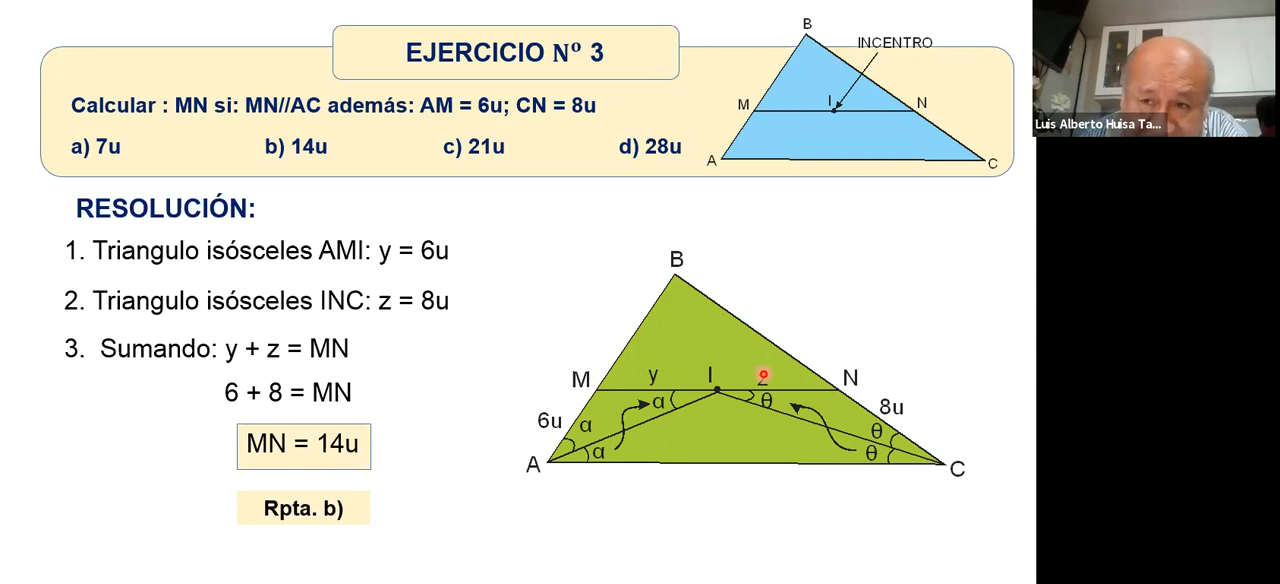 EJERCICIO Nº 3
Calcular : MN si: MN//AC además: AM = 6u; CN = 8u
a) 7u b) 14u c) 21u d) 28u
B
INCENTRO
M
I
N
A
C
Luis Alberto Huisa Ta...
RESOLUCIÓN:
1. Triangulo isósceles AMI: y = 6u
2. Triangulo isósceles INC: z = 8u
3. Sumando: y + z = MN
6 + 8 = MN
MN = 14u
Rpta. b)
B
M y I z N
α θ
6u α
8u
θ
α
θ
A
C